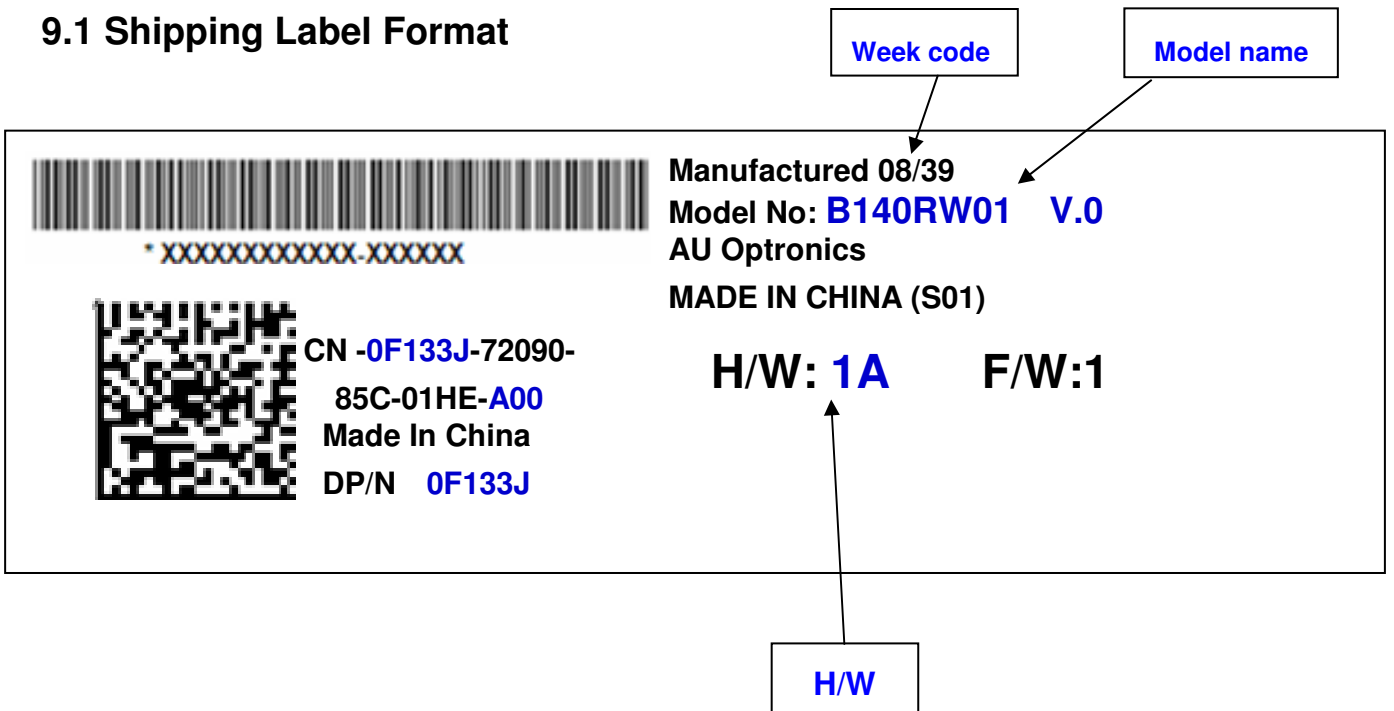 9.1 Shipping Label Format
Week code
Model name
Manufactured 08/39
Model No: B140RW01 V.0
AU Optronics
MADE IN CHINA (S01)
* XXXXXXXXXXXX-XXXXXX
CN -0F133J-72090-
85C-01HE-A00
Made In China
DP/N 0F133J
H/W: 1A F/W:1
H/W